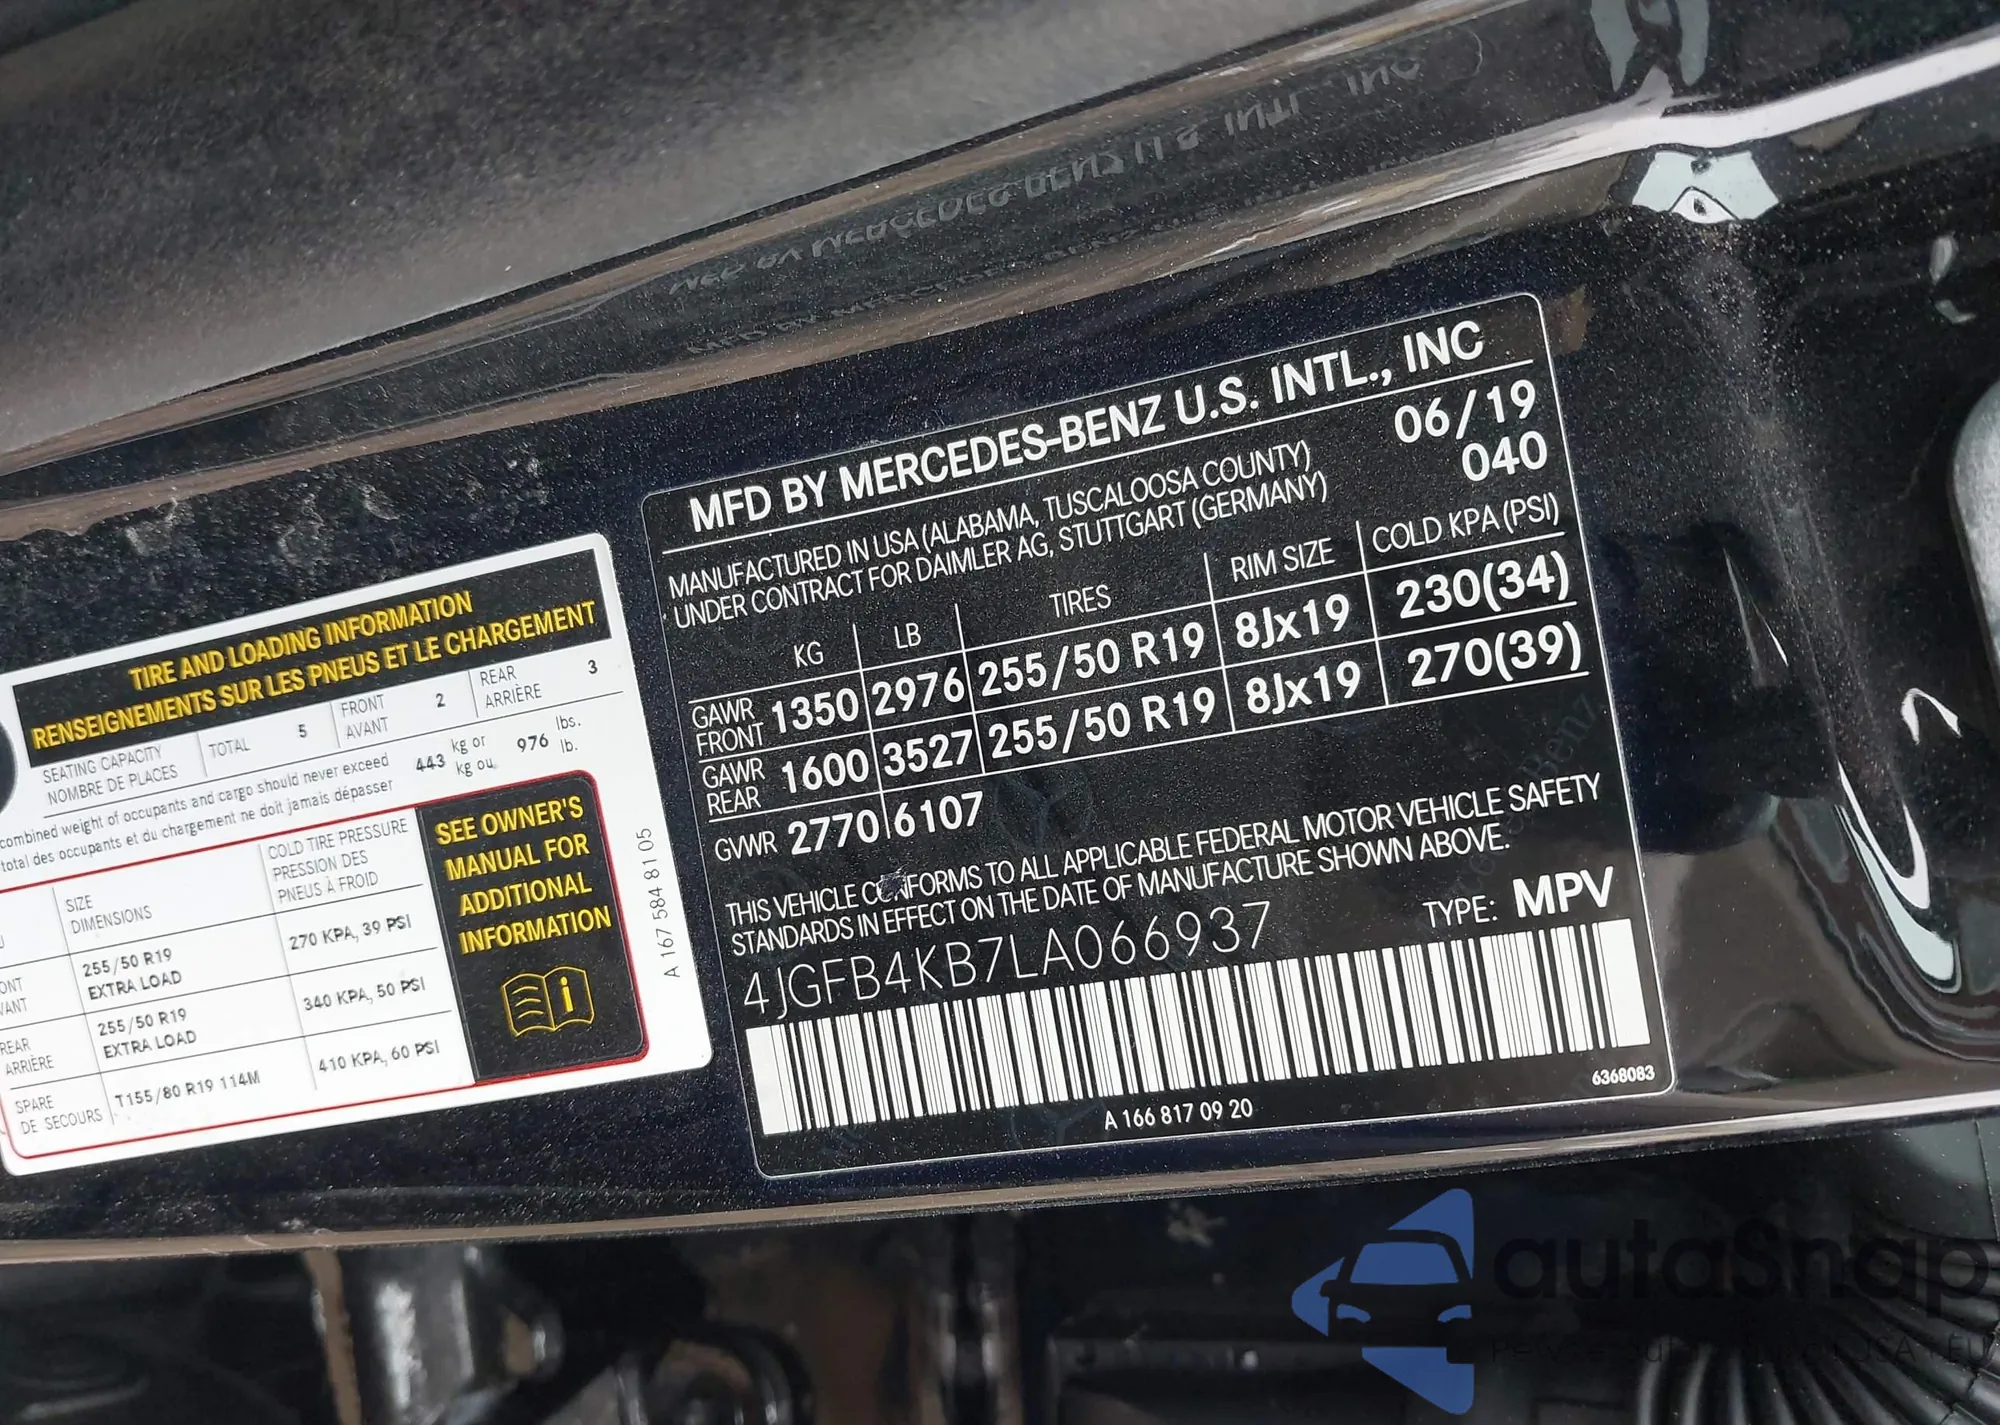 MFD BY MERCEDES-BENZ U.S. INTL., INC
MANUFACTURED IN USA (ALABAMA, TUSCALOOSA COUNTY) 06/19
UNDER CONTRACT FOR DAIMLER AG, STUTTGART (GERMANY) 040
KG LB TIRES RIM SIZE COLD KPA (PSI)
GAWR FRONT 1350 2976 255/50 R19 8Jx19 230(34)
GAWR REAR 1600 3527 255/50 R19 8Jx19 270(39)
GVWR 2770 6107
THIS VEHICLE CONFORMS TO ALL APPLICABLE FEDERAL MOTOR VEHICLE SAFETY
STANDARDS IN EFFECT ON THE DATE OF MANUFACTURE SHOWN ABOVE.
4JGFB4KB7LA066937 TYPE: MPV
6368083
A 166 817 09 20
TIRE AND LOADING INFORMATION
RENSEIGNEMENTS SUR LES PNEUS ET LE CHARGEMENT
SEATING CAPACITY
NOMBRE DE PLACES
TOTAL 5
FRONT
AVANT
2
REAR
ARRIÈRE
3
combined weight of occupants and cargo should never exceed 443 kg or 976 lbs.
total des occupants et du chargement ne doit jamais dépasser kg ou lb.
SIZE
DIMENSIONS
COLD TIRE PRESSURE
PRESSION DES
PNEUS À FROID
255/50 R19
EXTRA LOAD
270 KPA, 39 PSI
REAR
ARRIÈRE
255/50 R19
EXTRA LOAD
340 KPA, 50 PSI
SPARE
DE SECOURS
T155/80 R19 114M
410 KPA, 60 PSI
SEE OWNER'S
MANUAL FOR
ADDITIONAL
INFORMATION
i
A 167 584 81 05
autaSnap